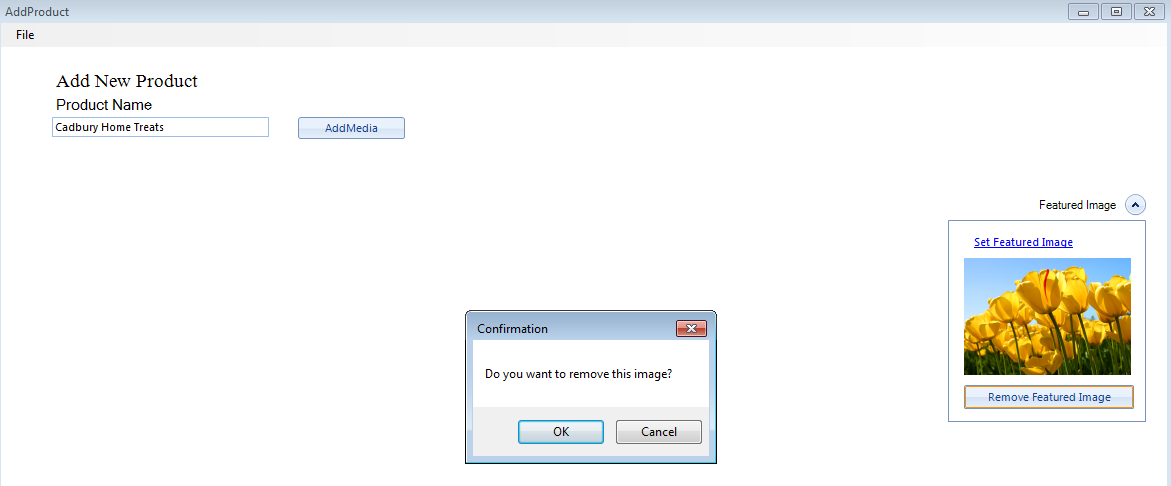 AddProduct
File
Add New Product
Product Name
Cadbury Home Treats
AddMedia
Featured Image
Set Featured Image
Remove Featured Image
Confirmation
Do you want to remove this image?
OK Cancel